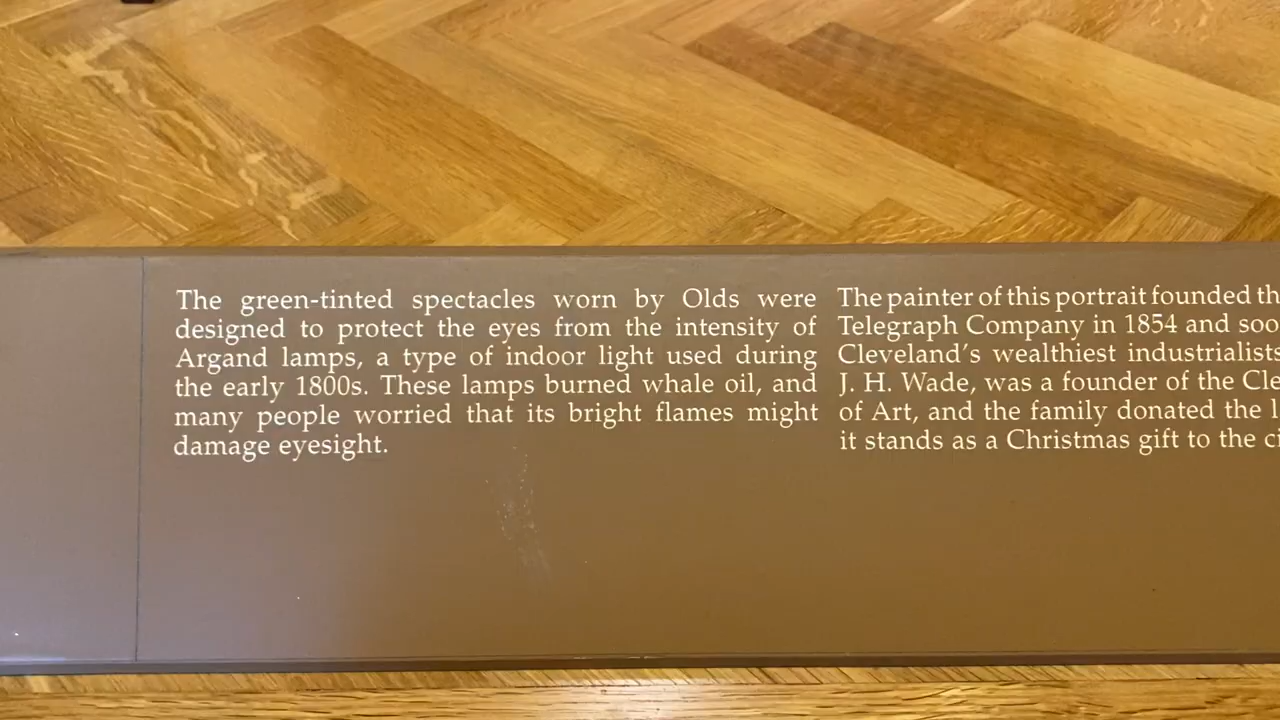 The green-tinted spectacles worn by Olds were
designed to protect the eyes from the intensity of
Argand lamps, a type of indoor light used during
the early 1800s. These lamps burned whale oil, and
many people worried that its bright flames might
damage eyesight.
The painter of this portrait founded
Telegraph Company in 1854 and
Cleveland's wealthiest industrialists
J. H. Wade, was a founder of the
of Art, and the family donated the
it stands as a Christmas gift to the